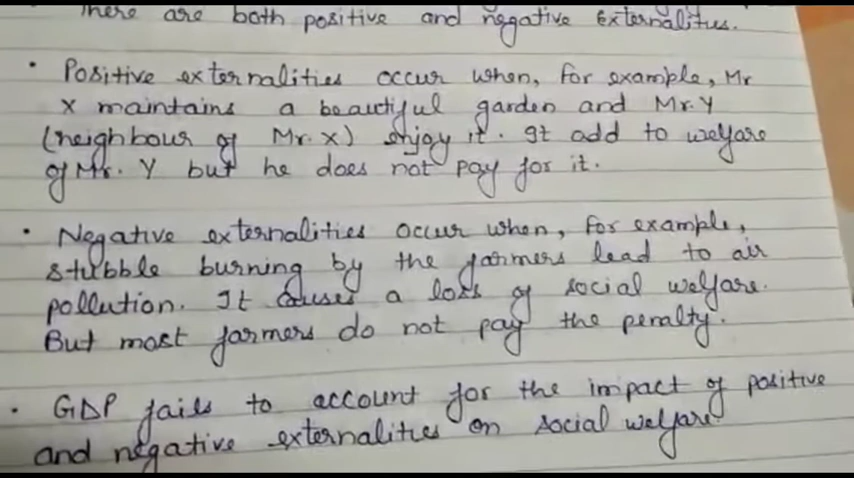 There are both positive and negative externalities.
• Positive externalities occur when, for example, Mr
X maintains a beautiful garden and Mr. Y
(neighbour of Mr. X) enjoy it. It add to welfare
of Mr. Y but he does not pay for it.
• Negative externalities occur when, for example,
stubble burning by the farmers lead to air
pollution. It causes a loss of social welfare.
But most farmers do not pay the penalty.
• GDP fails to account for the impact of positive
and negative externalities on social welfare.